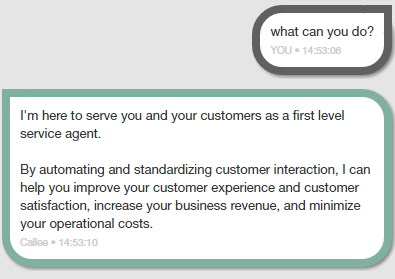 what can you do?
YOU • 14:53:06
I'm here to serve you and your customers as a first level
service agent.
By automating and standardizing customer interaction, I can
help you improve your customer experience and customer
satisfaction, increase your business revenue, and minimize
your operational costs.
Callee • 14:53:10